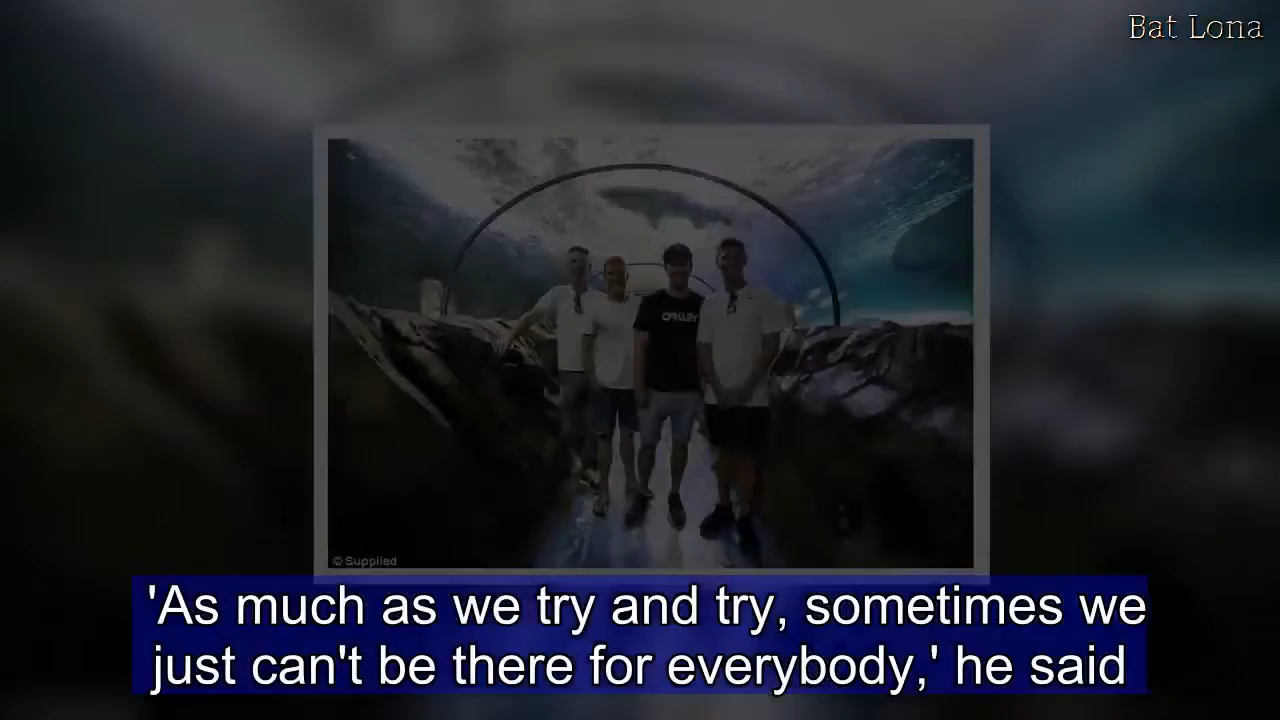 Bat Lona
OAKLEY
© Supplied
'As much as we try and try, sometimes we
just can't be there for everybody,' he said